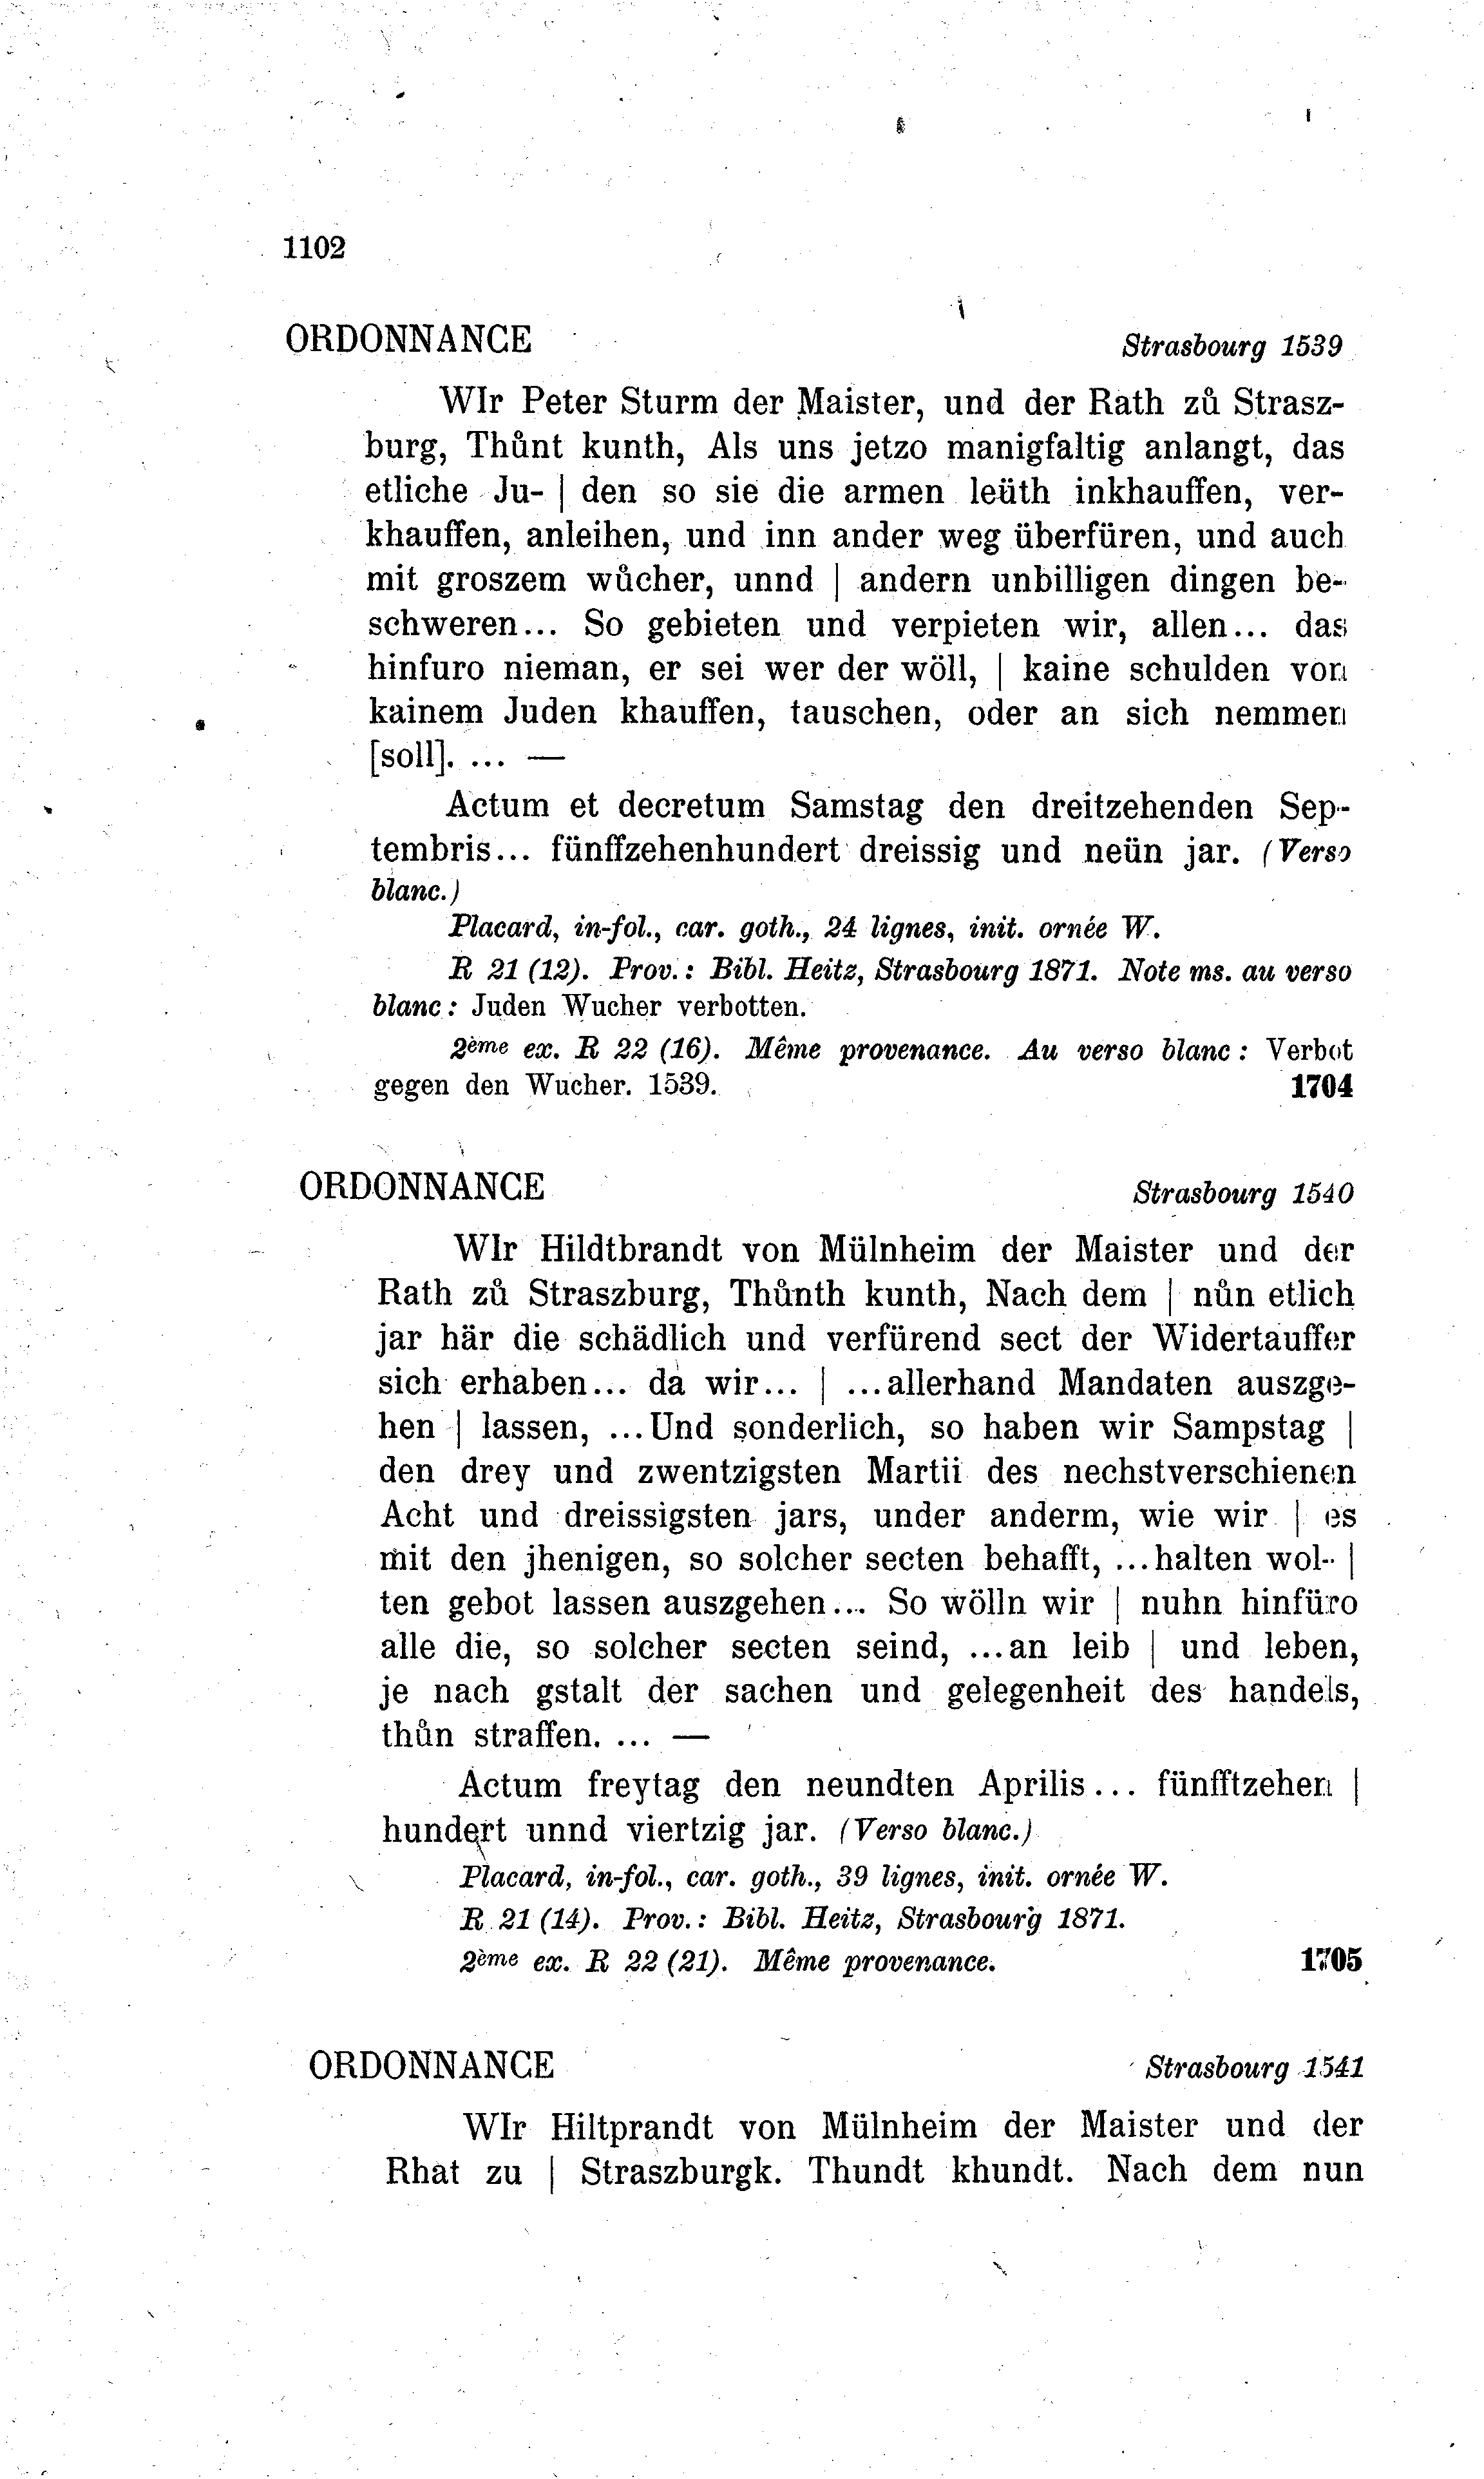 1102
ORDONNANCE Strasbourg 1539
WIr Peter Sturm der Maister, und der Rath zů Strasz-
burg, Thůnt kunth, Als uns jetzo manigfaltig anlangt, das
etliche Ju- | den so sie die armen leüth inkhauffen, ver-
khauffen, anleihen, und inn ander weg überfüren, und auch
mit groszem wůcher, unnd | andern unbilligen dingen be-
schweren... So gebieten und verpieten wir, allen... das
hinfuro nieman, er sei wer der wöll, | kaine schulden von
kainem Juden khauffen, tauschen, oder an sich nemmen
[soll]. ... —
Actum et decretum Samstag den dreitzehenden Sep-
tembris... fünffzehenhundert dreissig und neün jar. (Verso
blanc.)
Placard, in-fol., car. goth., 24 lignes, init. ornée W.
R 21 (12). Prov.: Bibl. Heitz, Strasbourg 1871. Note ms. au verso
blanc: Juden Wucher verbotten.
2ème ex. R 22 (16). Même provenance. Au verso blanc: Verbot
gegen den Wucher. 1539. 1704
ORDONNANCE Strasbourg 1540
WIr Hildtbrandt von Mülnheim der Maister und der
Rath zů Straszburg, Thůnth kunth, Nach dem | nůn etlich
jar här die schädlich und verfürend sect der Widertauffer
sich erhaben... da wir... | ...allerhand Mandaten auszge-
hen | lassen, ...Und sonderlich, so haben wir Sampstag |
den drey und zwentzigsten Martii des nechstverschienen
Acht und dreissigsten jars, under anderm, wie wir | es
mit den jhenigen, so solcher secten behafft, ...halten wol- |
ten gebot lassen auszgehen... So wölln wir | nuhn hinfüro
alle die, so solcher secten seind, ...an leib | und leben,
je nach gstalt der sachen und gelegenheit des handels,
thůn straffen. ... —
Actum freytag den neundten Aprilis... fünfftzehen |
hundert unnd viertzig jar. (Verso blanc.)
Placard, in-fol., car. goth., 39 lignes, init. ornée W.
R 21 (14). Prov.: Bibl. Heitz, Strasbourg 1871.
2ème ex. R 22 (21). Même provenance. 1705
ORDONNANCE Strasbourg 1541
WIr Hiltprandt von Mülnheim der Maister und der
Rhat zu | Straszburgk. Thundt khundt. Nach dem nun